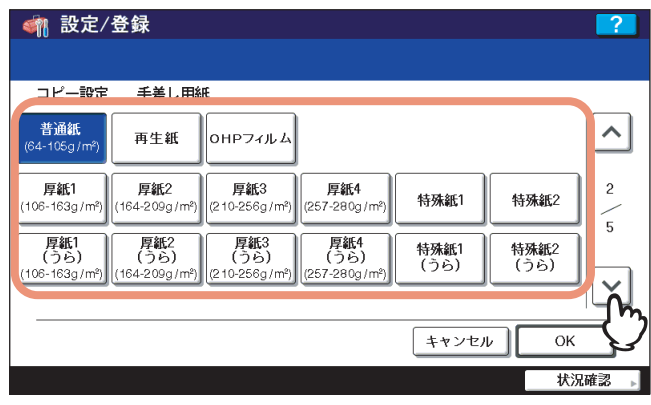 設定/登録
?
コピー設定 手差し用紙
普通紙
(64-105g/m²)
再生紙
OHPフィルム
厚紙1
(106-163g/m²)
厚紙2
(164-209g/m²)
厚紙3
(210-256g/m²)
厚紙4
(257-280g/m²)
特殊紙1
特殊紙2
厚紙1
(うら)
(106-163g/m²)
厚紙2
(うら)
(164-209g/m²)
厚紙3
(うら)
(210-256g/m²)
厚紙4
(うら)
(257-280g/m²)
特殊紙1
(うら)
特殊紙2
(うら)
2
/
5
キャンセル
OK
状況確認